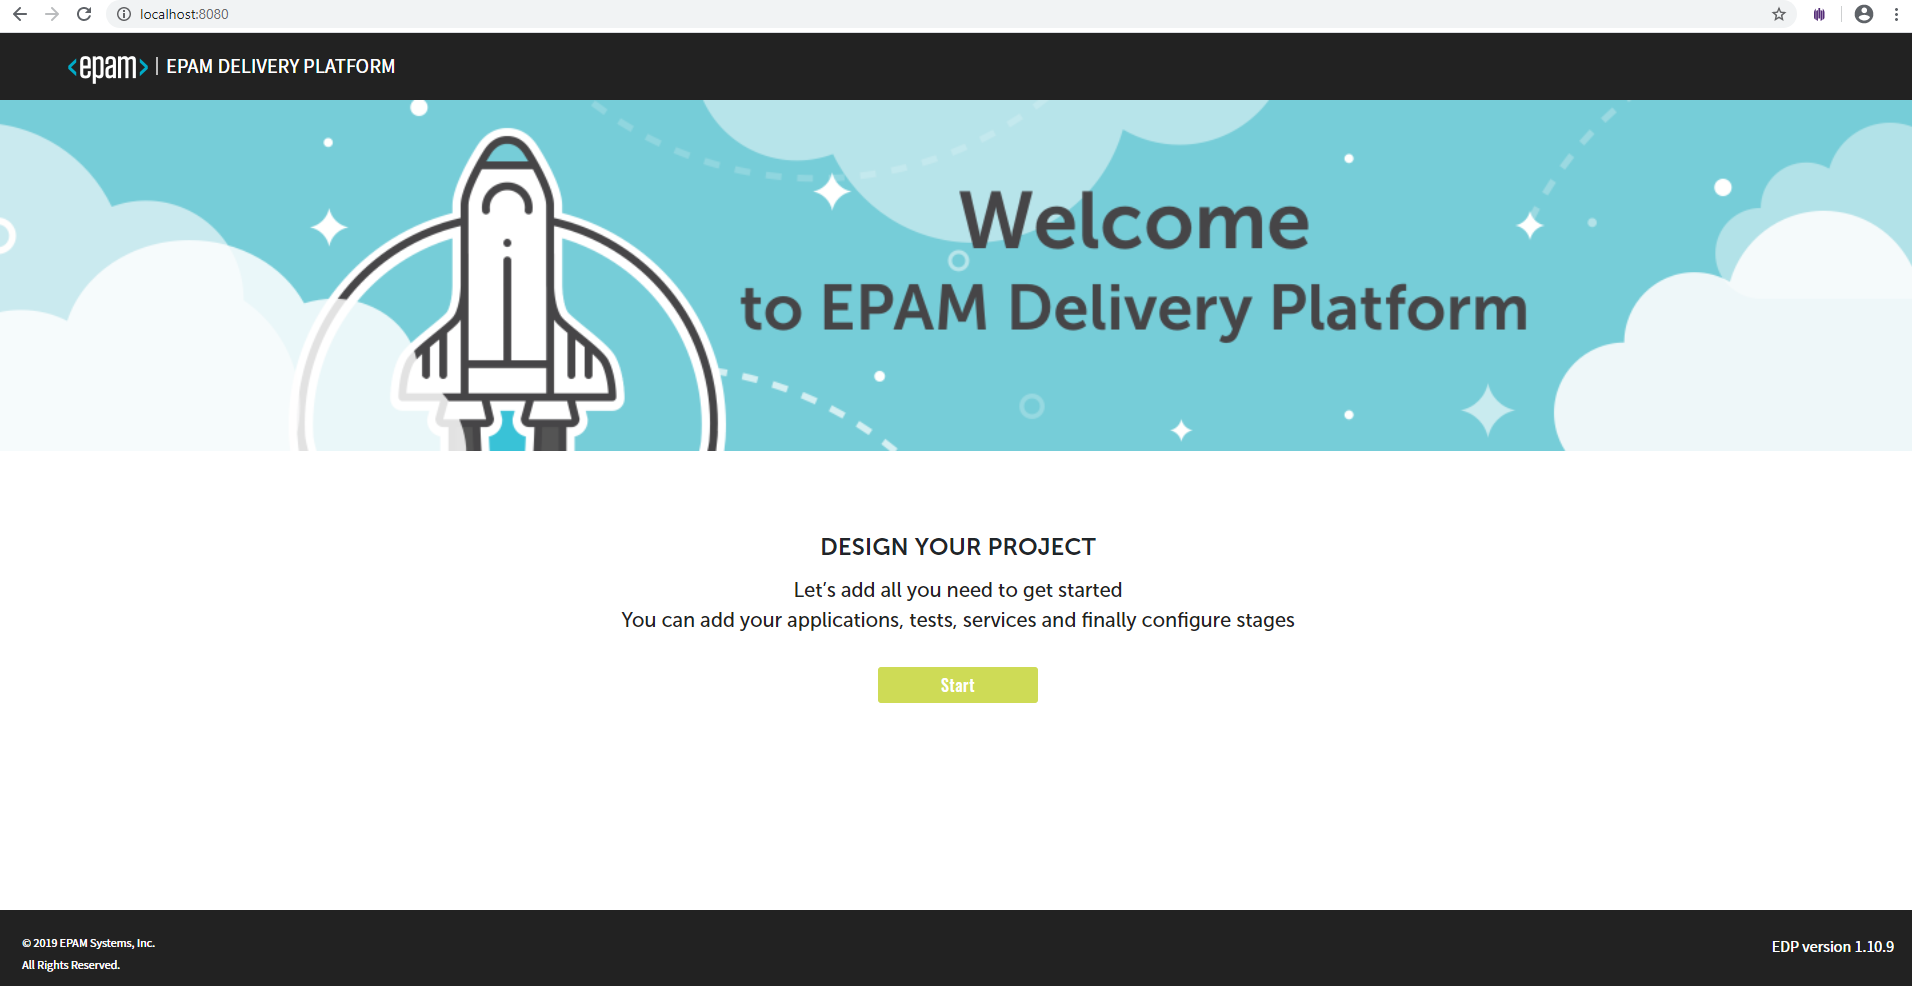 localhost:8080
<epam> | EPAM DELIVERY PLATFORM
Welcome
to EPAM Delivery Platform
DESIGN YOUR PROJECT
Let’s add all you need to get started
You can add your applications, tests, services and finally configure stages
Start
© 2019 EPAM Systems, Inc.
All Rights Reserved.
EDP version 1.10.9